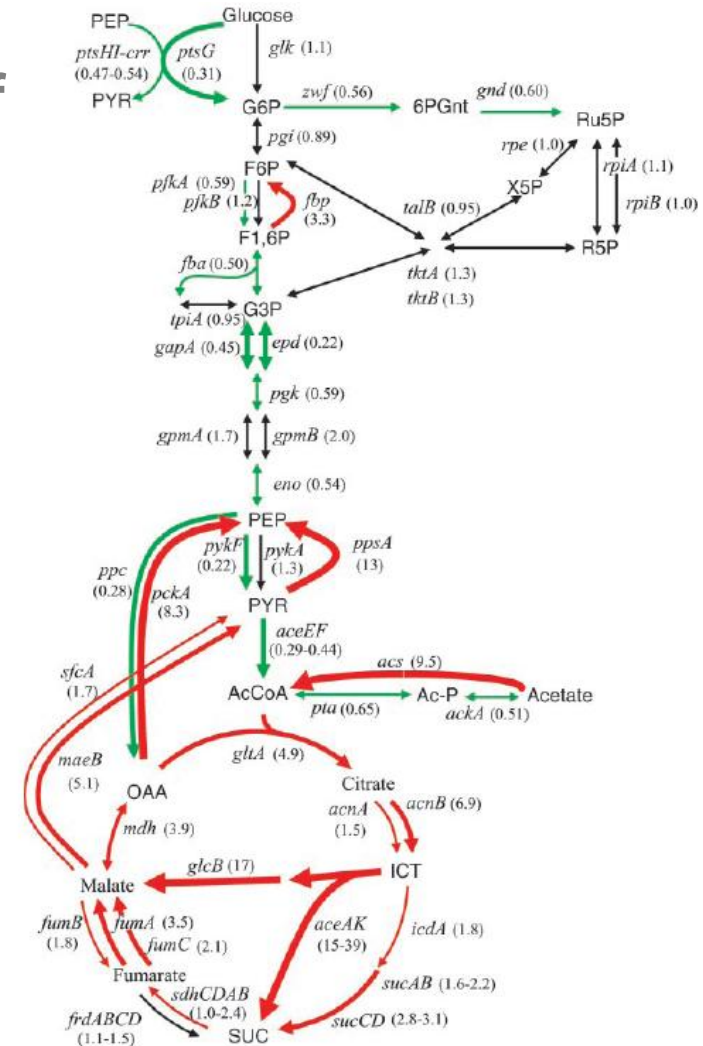 PEP
Glucose
ptsHI-crr
(0.47-0.54)
ptsG
(0.31)
glk (1.1)
PYR
G6P
zwf (0.56)
6PGnt
gnd (0.60)
Ru5P
pgi (0.89)
rpe (1.0)
rpiA (1.1)
F6P
X5P
pfkA (0.59)
pfkB (1.2)
fbp
(3.3)
talB (0.95)
rpiB (1.0)
F1,6P
R5P
fba (0.50)
tktA (1.3)
tktB (1.3)
G3P
tpiA (0.95)
gapA (0.45)
epd (0.22)
pgk (0.59)
gpmA (1.7)
gpmB (2.0)
eno (0.54)
PEP
ppc
(0.28)
pckA
(8.3)
pykF
(0.22)
pykA
(1.3)
ppsA
(13)
PYR
aceEF
(0.29-0.44)
sfcA
(1.7)
acs (9.5)
AcCoA
pta (0.65)
Ac-P
ackA (0.51)
Acetate
maeB
(5.1)
gltA (4.9)
OAA
Citrate
acnA
(1.5)
acnB (6.9)
mdh (3.9)
glcB (17)
ICT
Malate
fumB
(1.8)
fumA (3.5)
fumC (2.1)
aceAK
(15-39)
icdA (1.8)
Fumarate
sucAB (1.6-2.2)
sdhCDAB
(1.0-2.4)
frdABCD
(1.1-1.5)
SUC
sucCD (2.8-3.1)